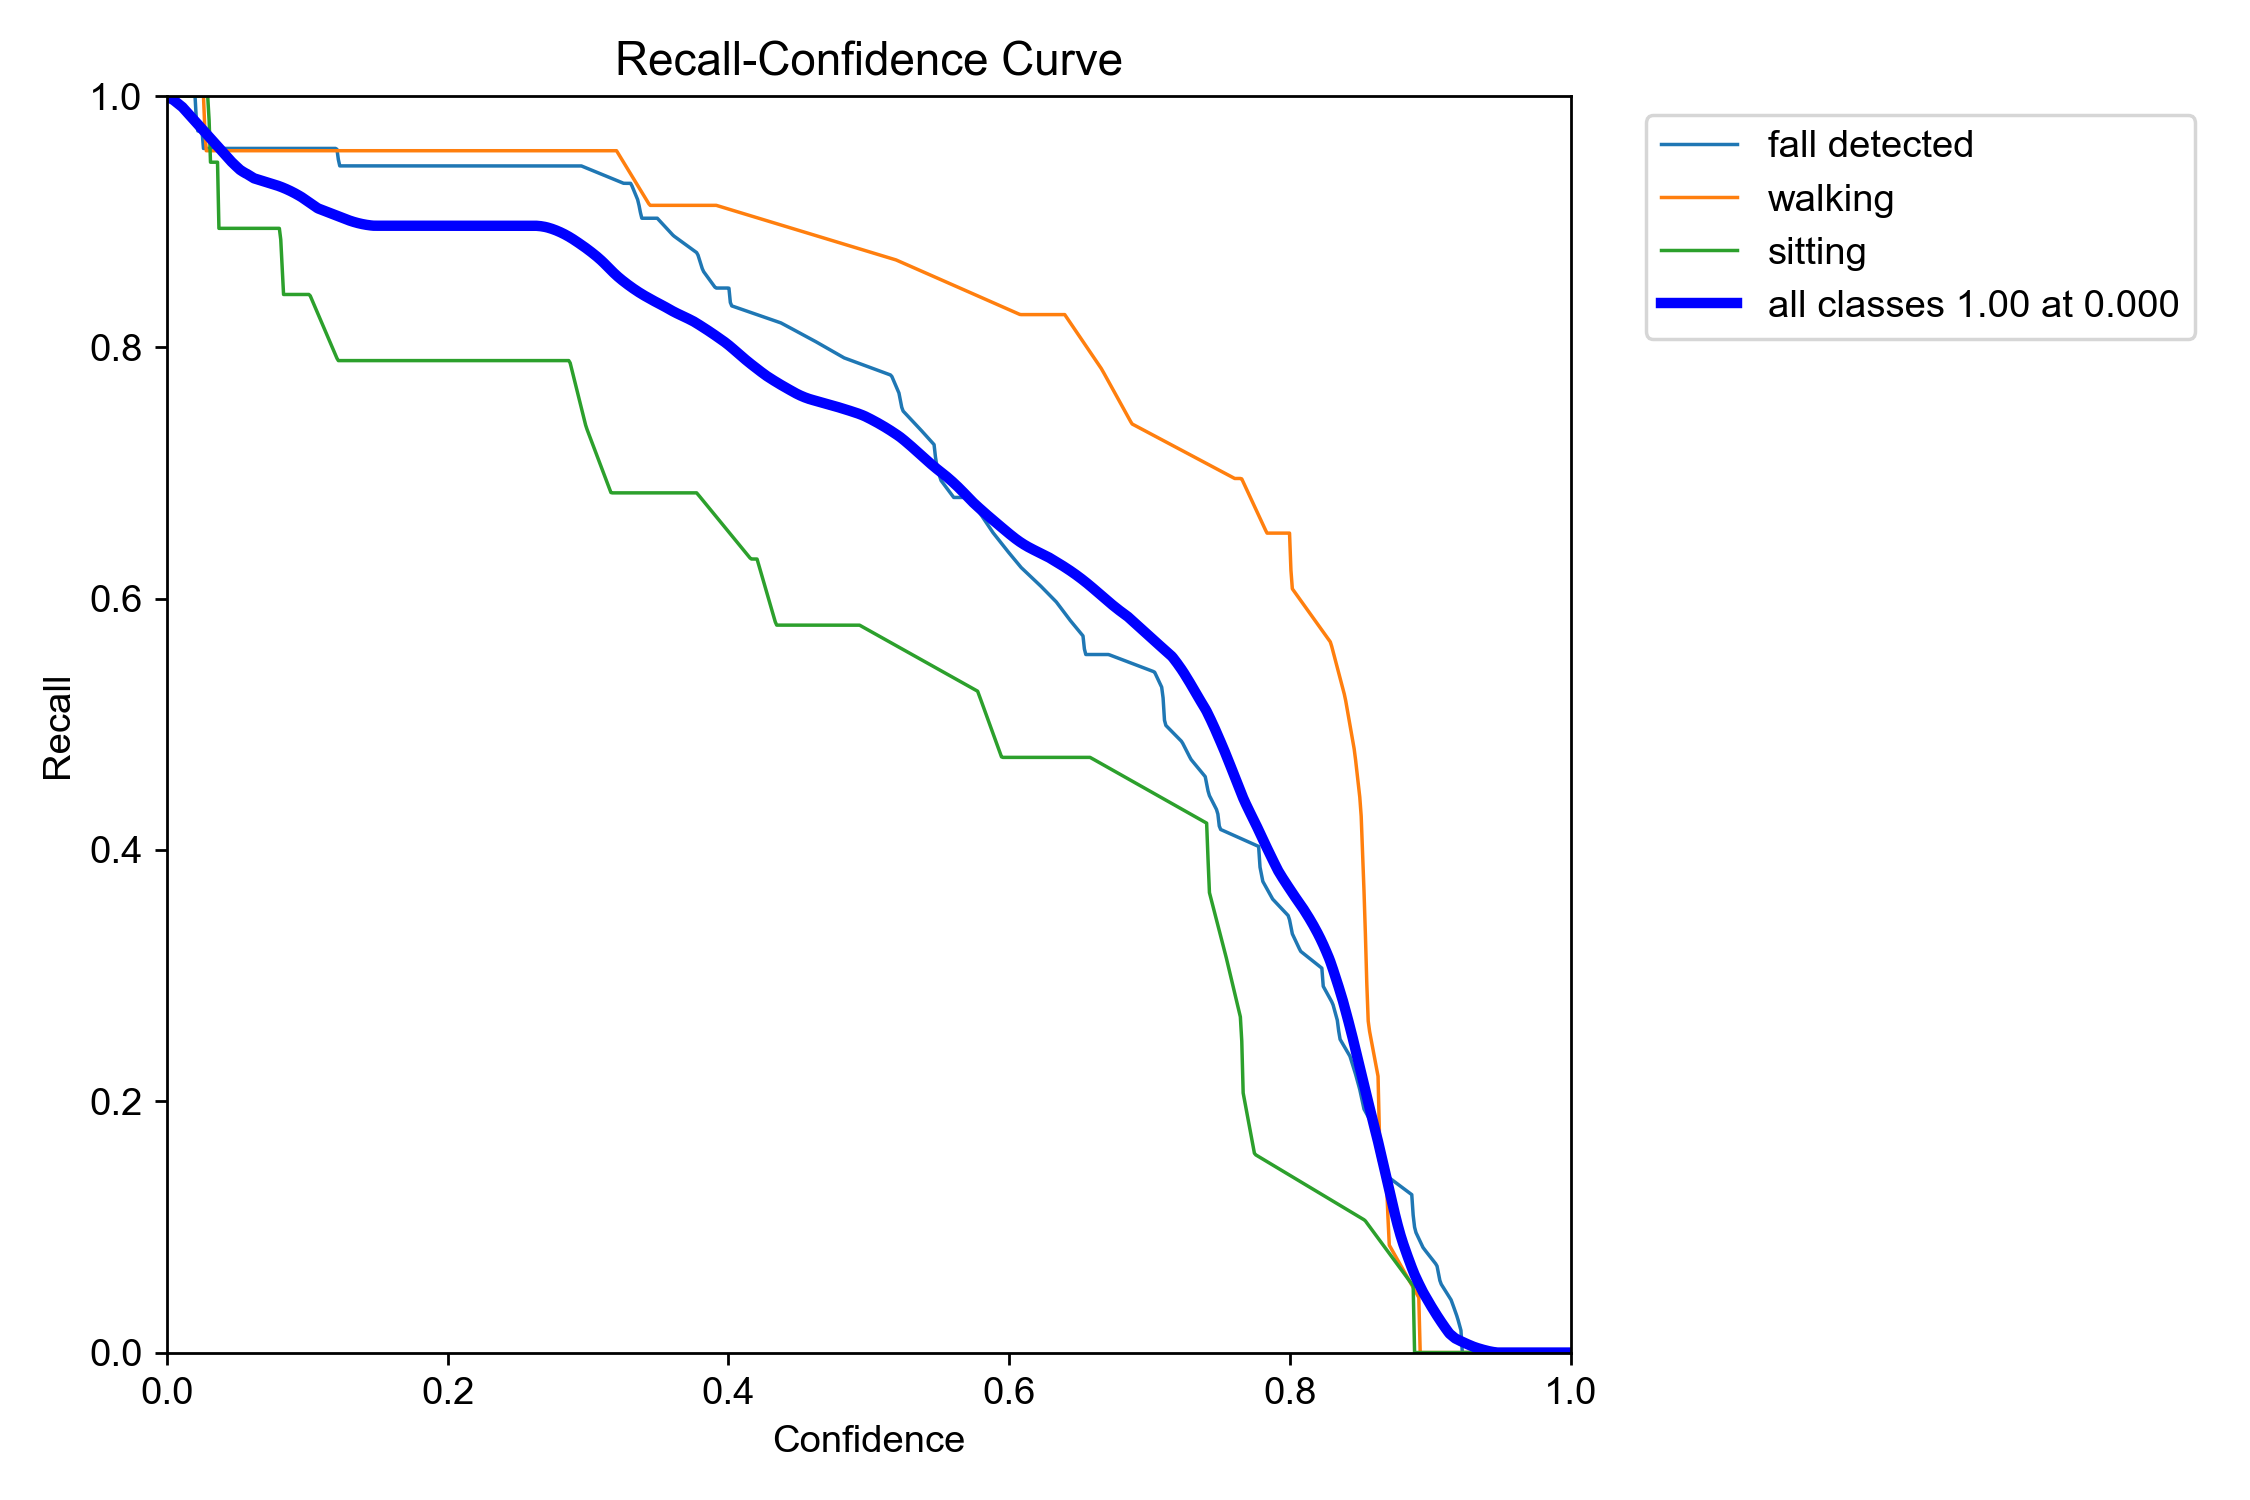 Recall-Confidence Curve
1.0
0.8
0.6
0.4
0.2
0.0
Recall
0.0 0.2 0.4 0.6 0.8 1.0
Confidence
fall detected
walking
sitting
all classes 1.00 at 0.000